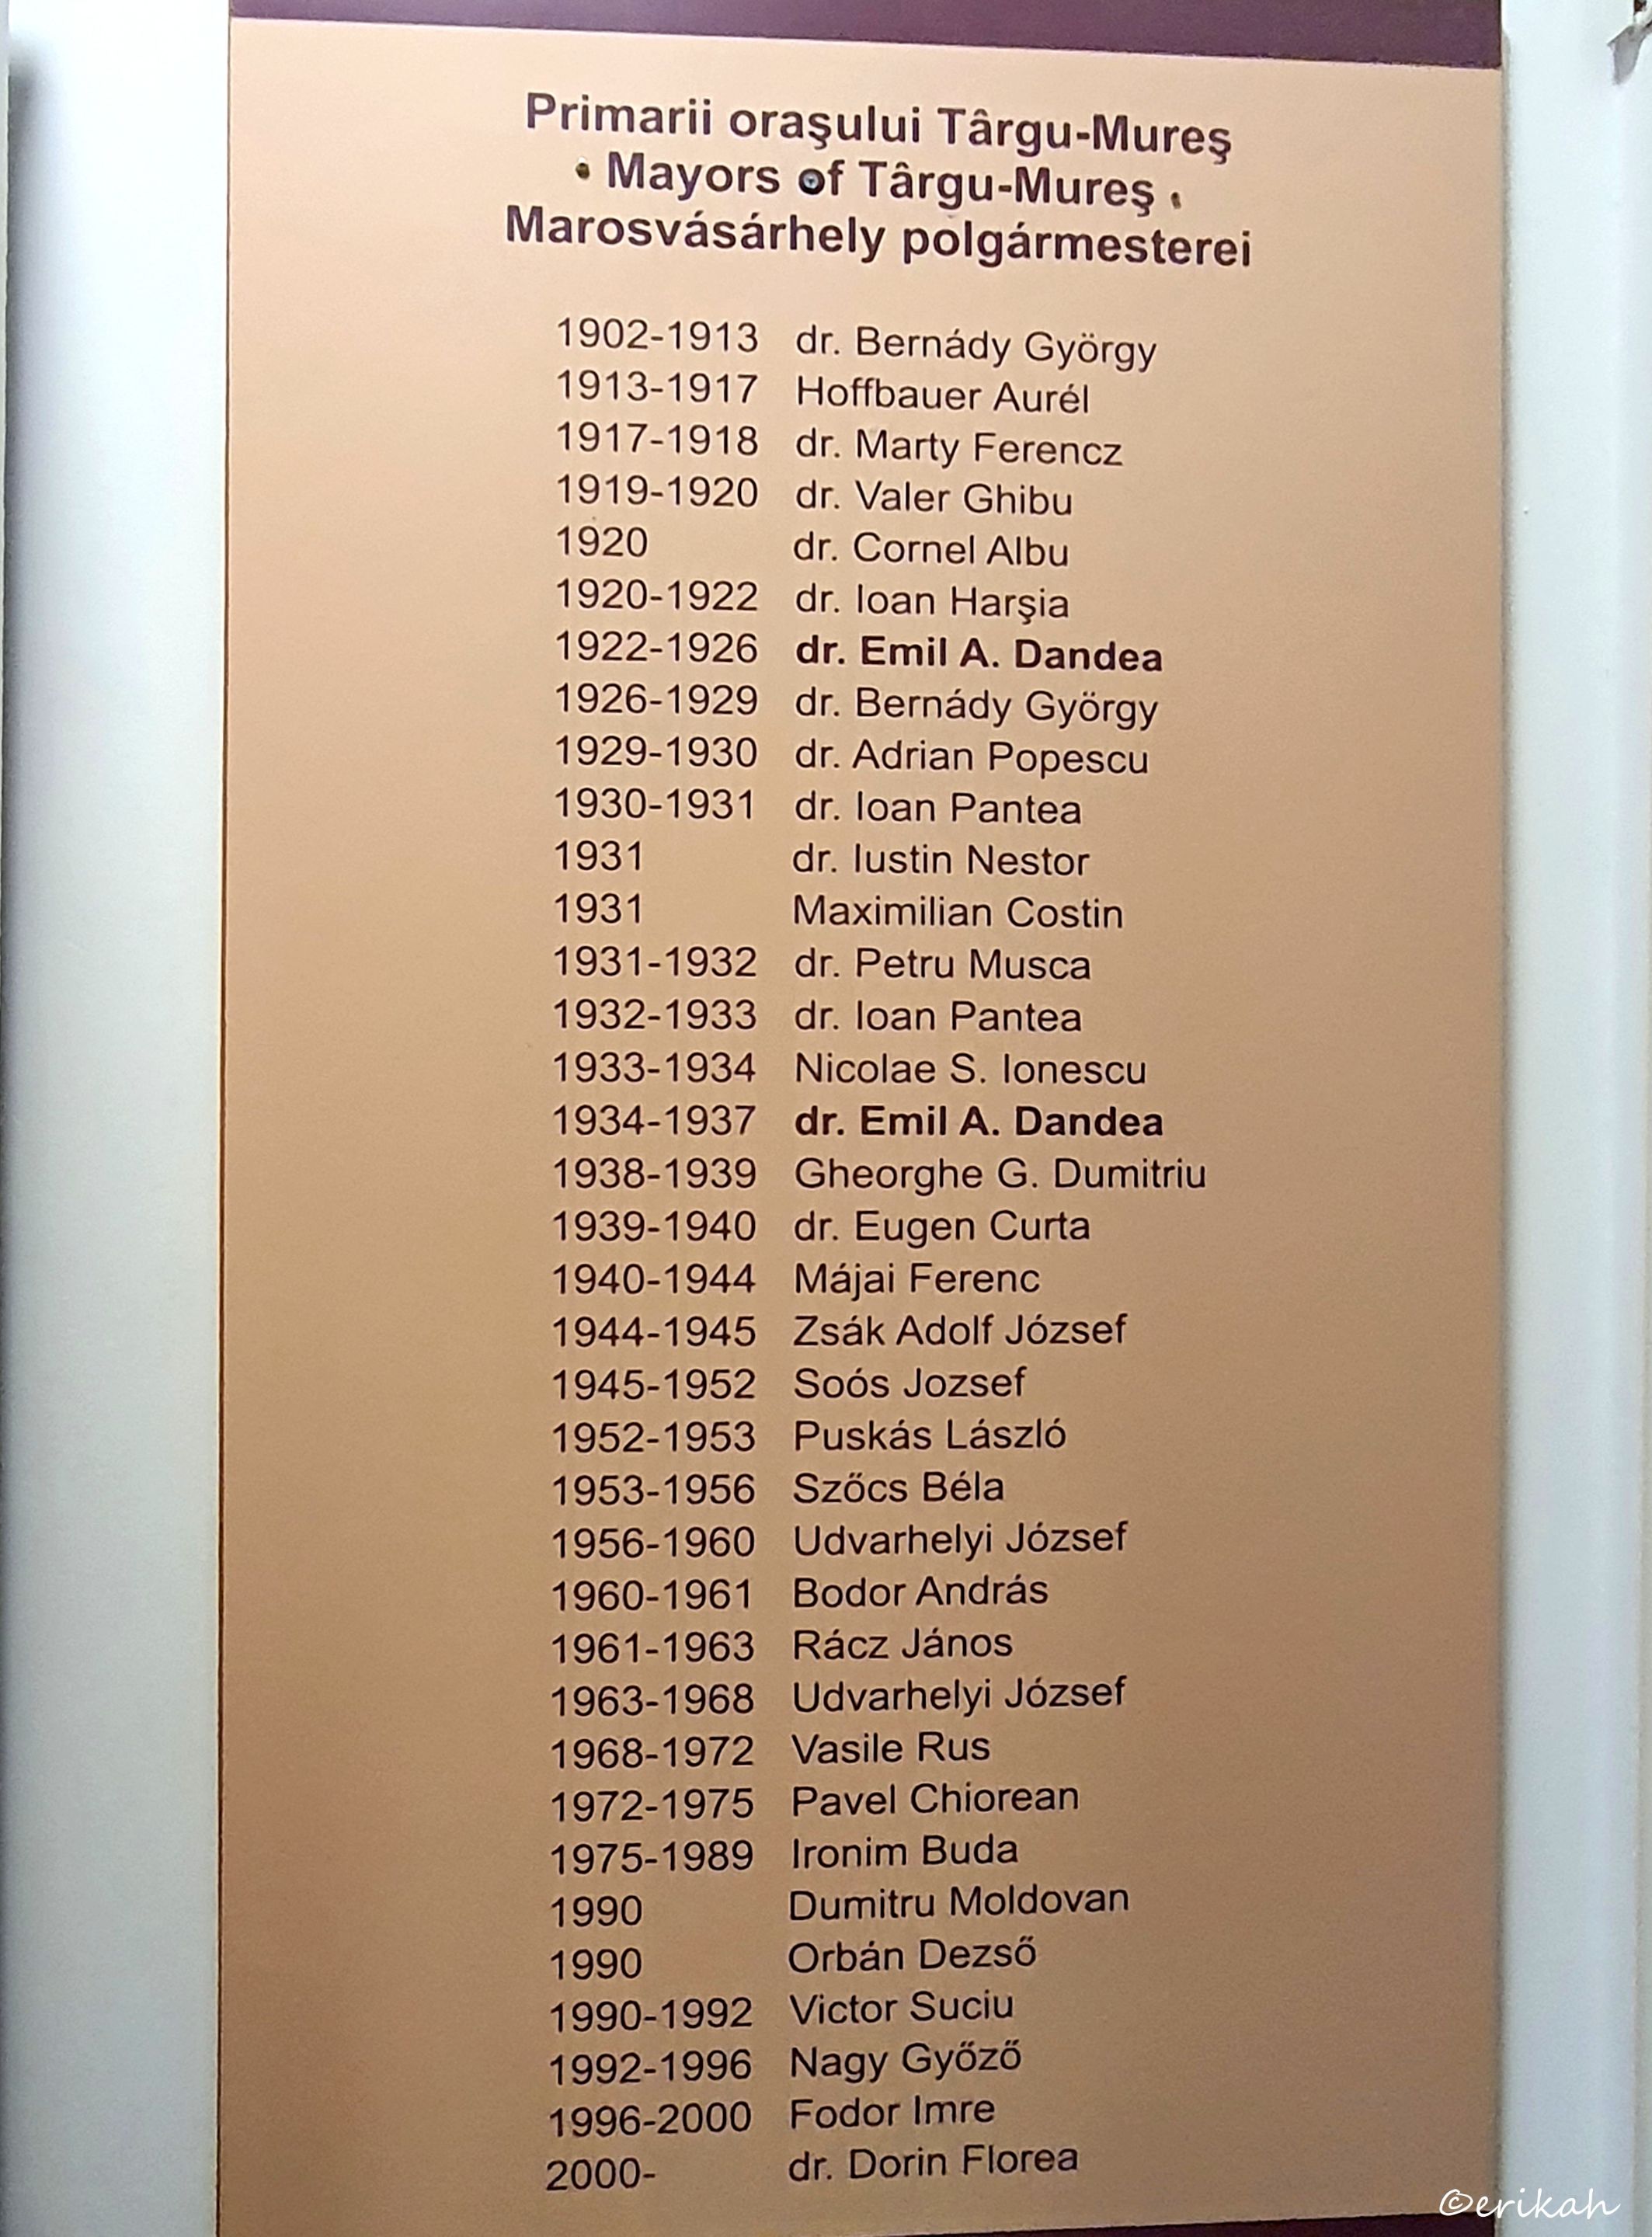 Primarii oraşului Târgu-Mureş
• Mayors of Târgu-Mureş •
Marosvásárhely polgármesterei
1902-1913 dr. Bernády György
1913-1917 Hoffbauer Aurél
1917-1918 dr. Marty Ferencz
1919-1920 dr. Valer Ghibu
1920 dr. Cornel Albu
1920-1922 dr. Ioan Harşia
1922-1926 dr. Emil A. Dandea
1926-1929 dr. Bernády György
1929-1930 dr. Adrian Popescu
1930-1931 dr. Ioan Pantea
1931 dr. Iustin Nestor
1931 Maximilian Costin
1931-1932 dr. Petru Musca
1932-1933 dr. Ioan Pantea
1933-1934 Nicolae S. Ionescu
1934-1937 dr. Emil A. Dandea
1938-1939 Gheorghe G. Dumitriu
1939-1940 dr. Eugen Curta
1940-1944 Májai Ferenc
1944-1945 Zsák Adolf József
1945-1952 Soós Jozsef
1952-1953 Puskás László
1953-1956 Szőcs Béla
1956-1960 Udvarhelyi József
1960-1961 Bodor András
1961-1963 Rácz János
1963-1968 Udvarhelyi József
1968-1972 Vasile Rus
1972-1975 Pavel Chiorean
1975-1989 Ironim Buda
1990 Dumitru Moldovan
1990 Orbán Dezső
1990-1992 Victor Suciu
1992-1996 Nagy Győző
1996-2000 Fodor Imre
2000- dr. Dorin Florea
©erikah